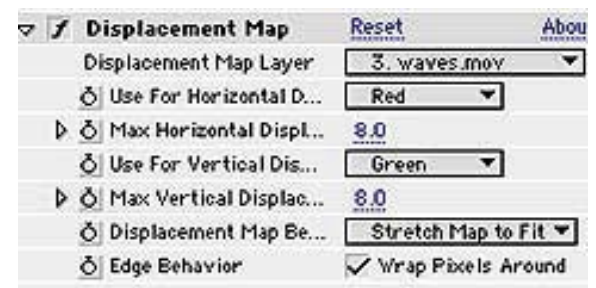 Displacement Map Reset Abou
Displacement Map Layer 3. waves.mov
Use For Horizontal D... Red
Max Horizontal Displ... 8.0
Use For Vertical Dis... Green
Max Vertical Displac... 8.0
Displacement Map Be... Stretch Map to Fit
Edge Behavior Wrap Pixels Around